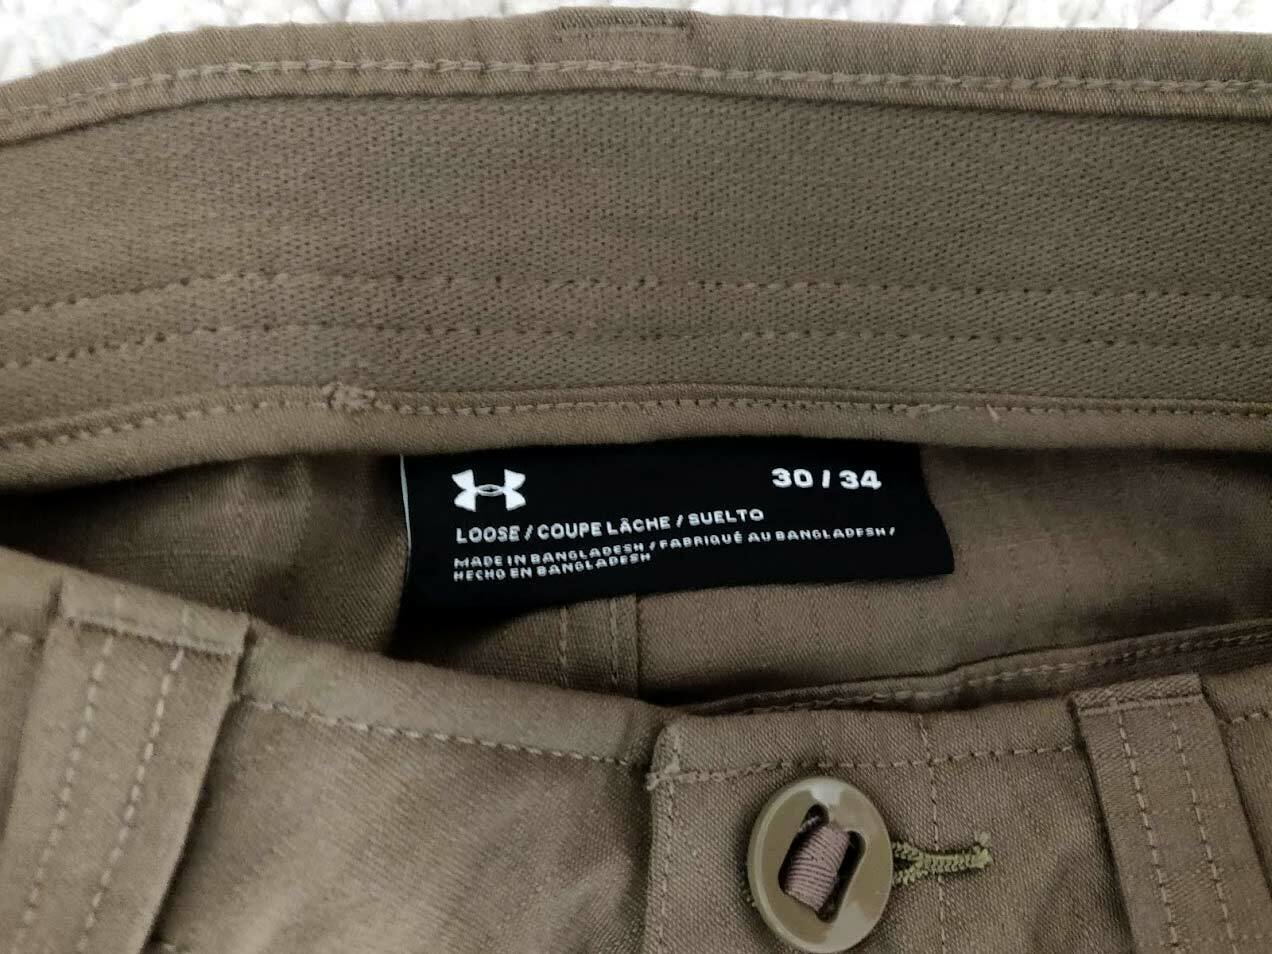 30 / 34
LOOSE / COUPE LÂCHE / SUELTO
MADE IN BANGLADESH / FABRIQUÉ AU BANGLADESH /
HECHO EN BANGLADESH